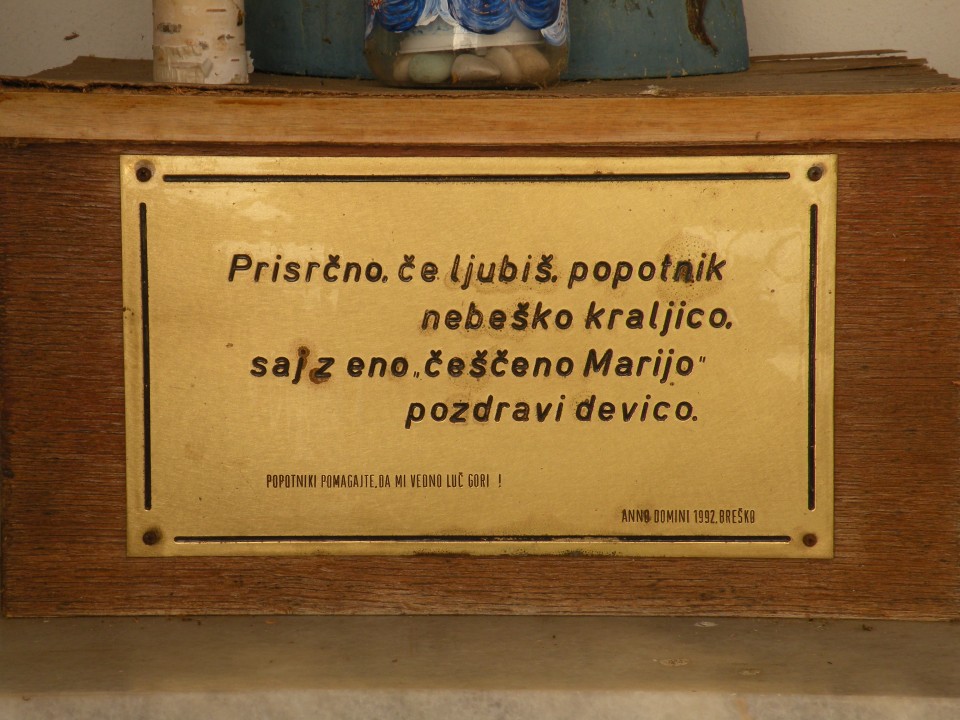 Prisrčno, če ljubiš, popotnik
nebeško kraljico,
saj z eno „češčeno Marijo"
pozdravi devico.
POPOTNIKI POMAGAJTE, DA MI VEDNO LUČ GORI !
ANNO DOMINI 1992, BREŠKO